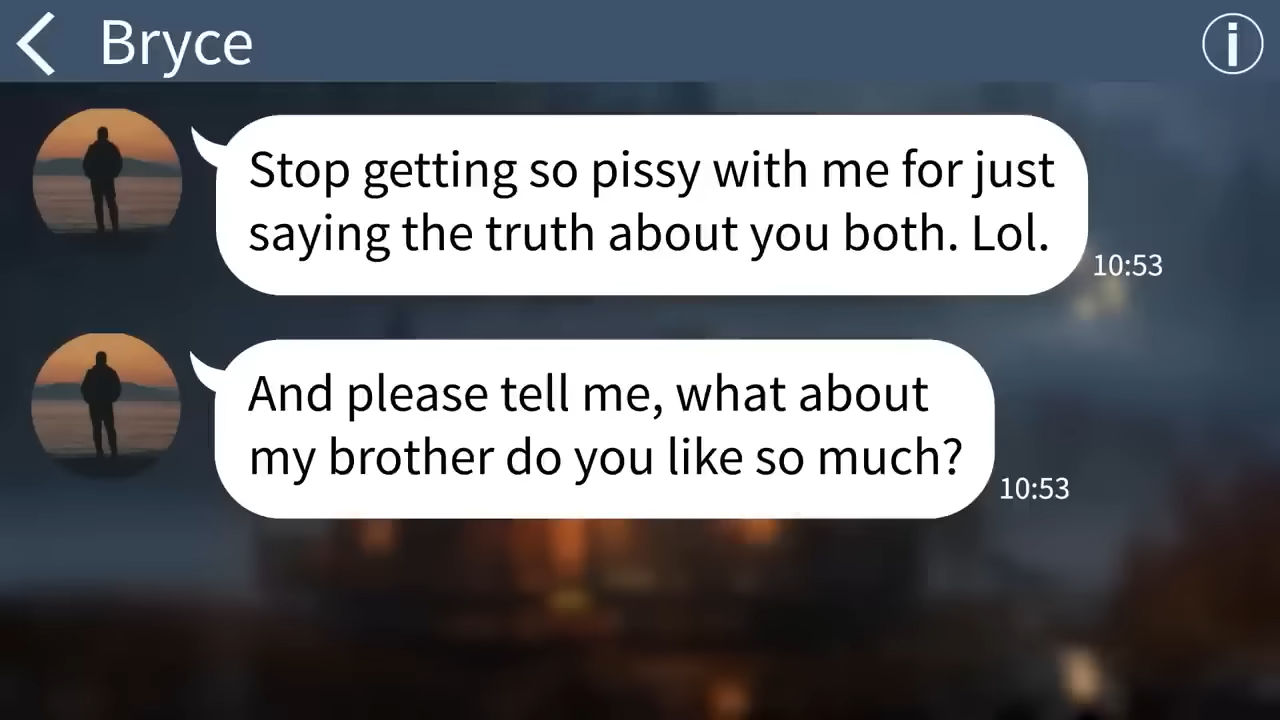 Bryce
Stop getting so pissy with me for just
saying the truth about you both. Lol.
10:53
And please tell me, what about
my brother do you like so much?
10:53